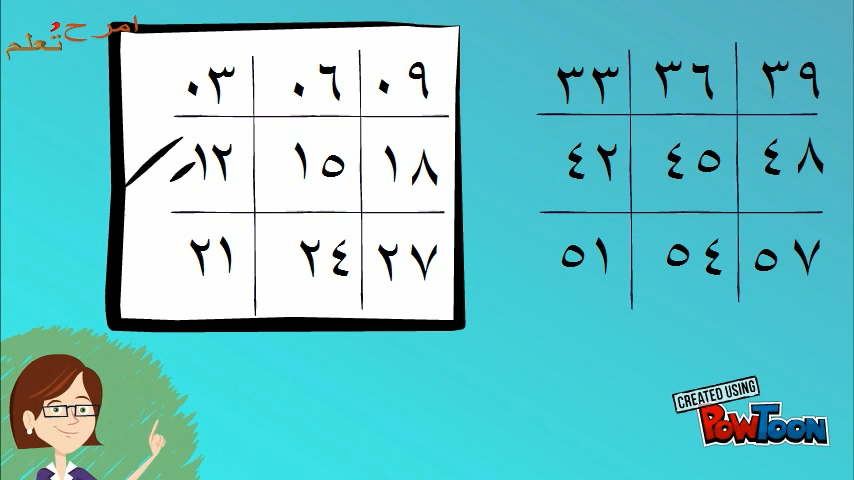 امرح
تُعلم
٠٣ ٠٦ ٠٩
١٢ ١٥ ١٨
٢١ ٢٤ ٢٧
٣٣ ٣٦ ٣٩
٤٢ ٤٥ ٤٨
٥١ ٥٤ ٥٧
CREATED USING
POWTOON